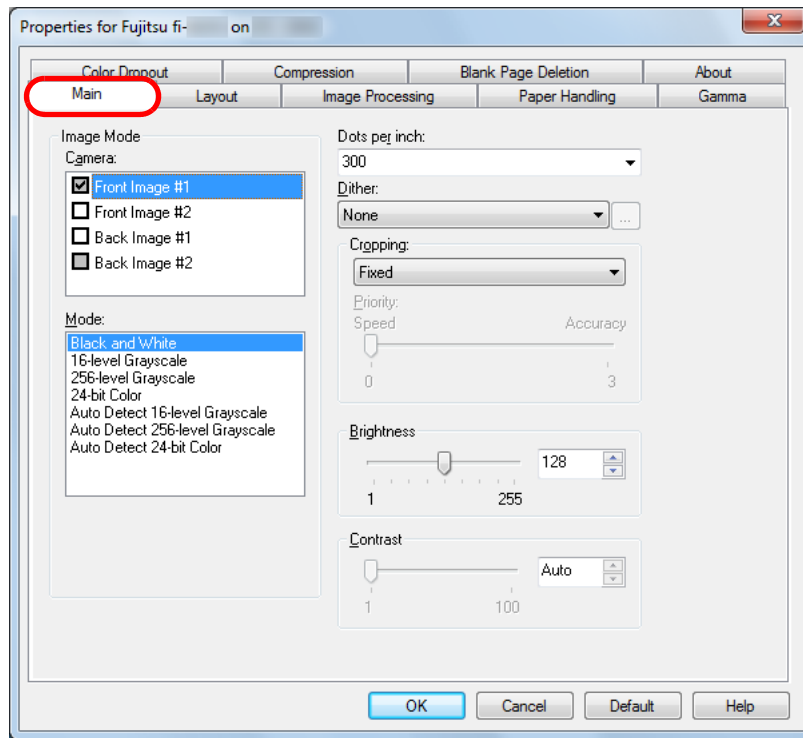 Properties for Fujitsu fi- on
Color Dropout Compression Blank Page Deletion About
Main Layout Image Processing Paper Handling Gamma
Image Mode
Camera:
Front Image #1
Front Image #2
Back Image #1
Back Image #2
Mode:
Black and White
16-level Grayscale
256-level Grayscale
24-bit Color
Auto Detect 16-level Grayscale
Auto Detect 256-level Grayscale
Auto Detect 24-bit Color
Dots per inch:
300
Dither:
None ...
Cropping:
Fixed
Priority:
Speed Accuracy
0 3
Brightness
128
1 255
Contrast
Auto
1 100
OK Cancel Default Help